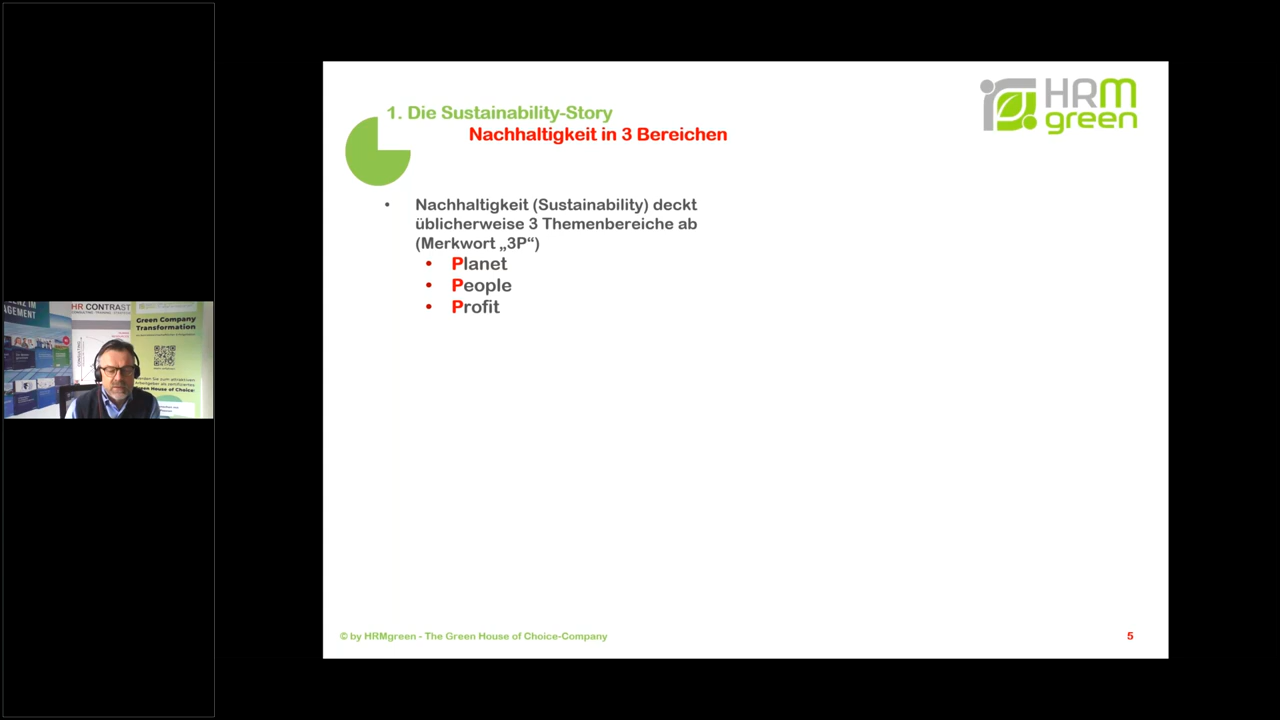 1. Die Sustainability-Story
Nachhaltigkeit in 3 Bereichen
HRM
green
• Nachhaltigkeit (Sustainability) deckt
üblicherweise 3 Themenbereiche ab
(Merkwort „3P“)
• Planet
• People
• Profit
HR CONTRAST
Green Company
Transformation
© by HRMgreen - The Green House of Choice-Company
5